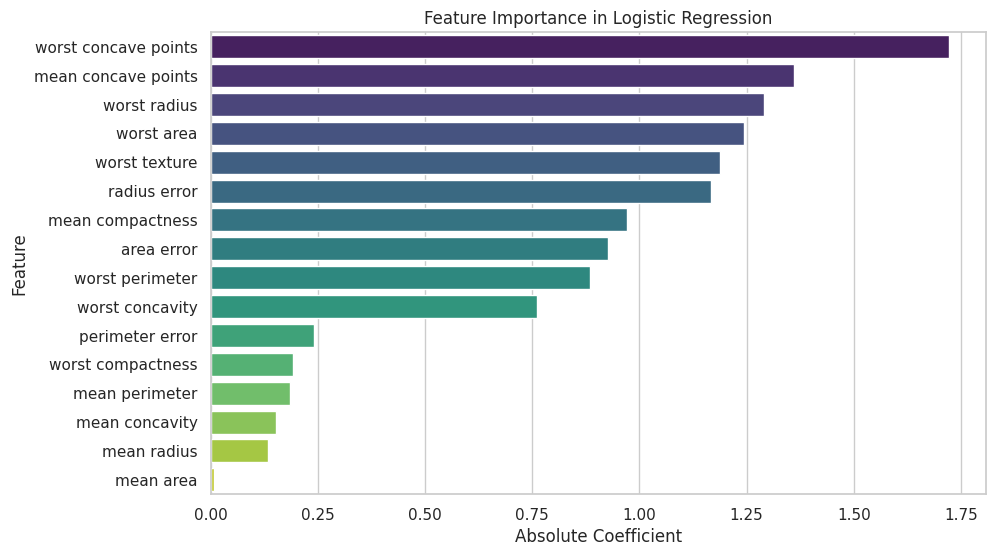 Feature Importance in Logistic Regression
worst concave points
mean concave points
worst radius
worst area
worst texture
radius error
mean compactness
area error
worst perimeter
worst concavity
perimeter error
worst compactness
mean perimeter
mean concavity
mean radius
mean area
Feature
0.00 0.25 0.50 0.75 1.00 1.25 1.50 1.75
Absolute Coefficient